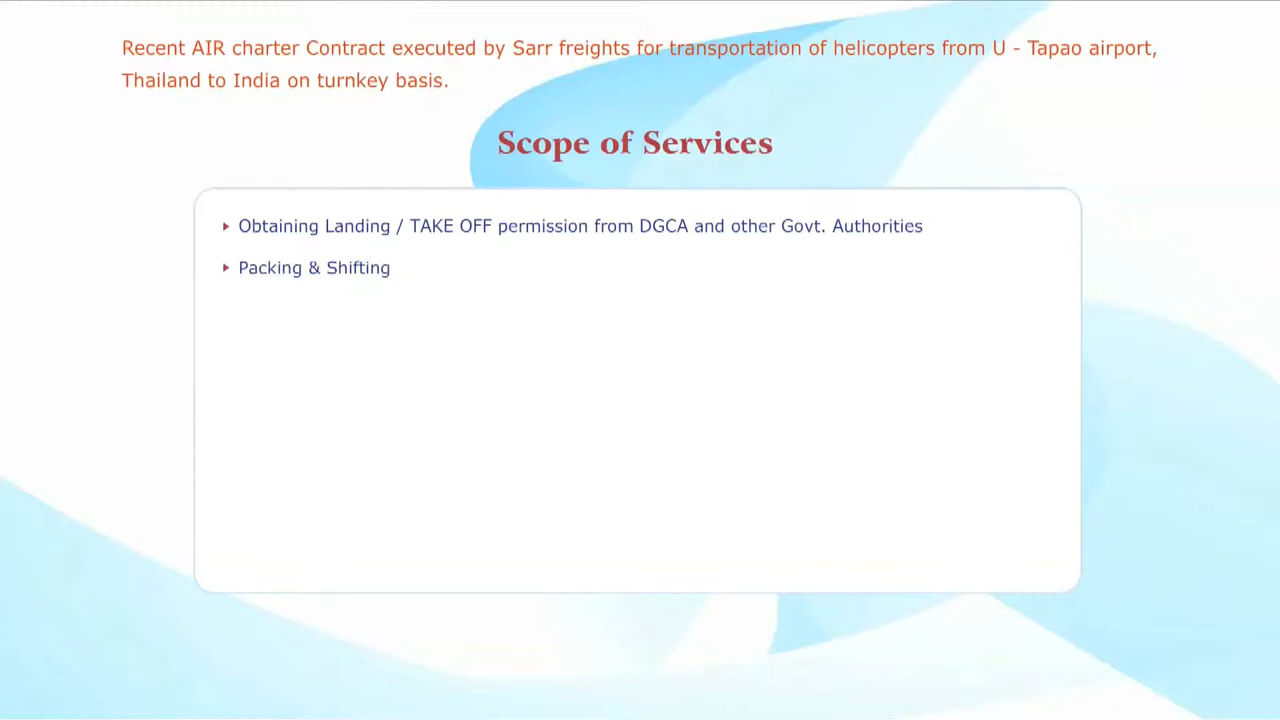 Recent AIR charter Contract executed by Sarr freights for transportation of helicopters from U - Tapao airport,
Thailand to India on turnkey basis.
Scope of Services
Obtaining Landing / TAKE OFF permission from DGCA and other Govt. Authorities
Packing & Shifting